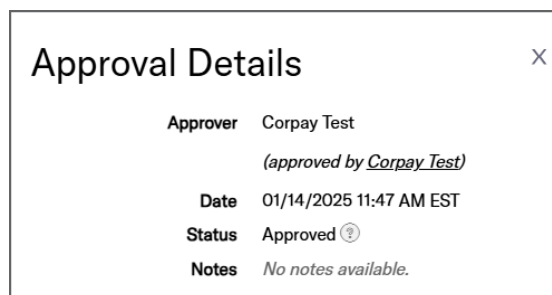 Approval Details X
Approver Corpay Test
(approved by Corpay Test)
Date 01/14/2025 11:47 AM EST
Status Approved ?
Notes No notes available.